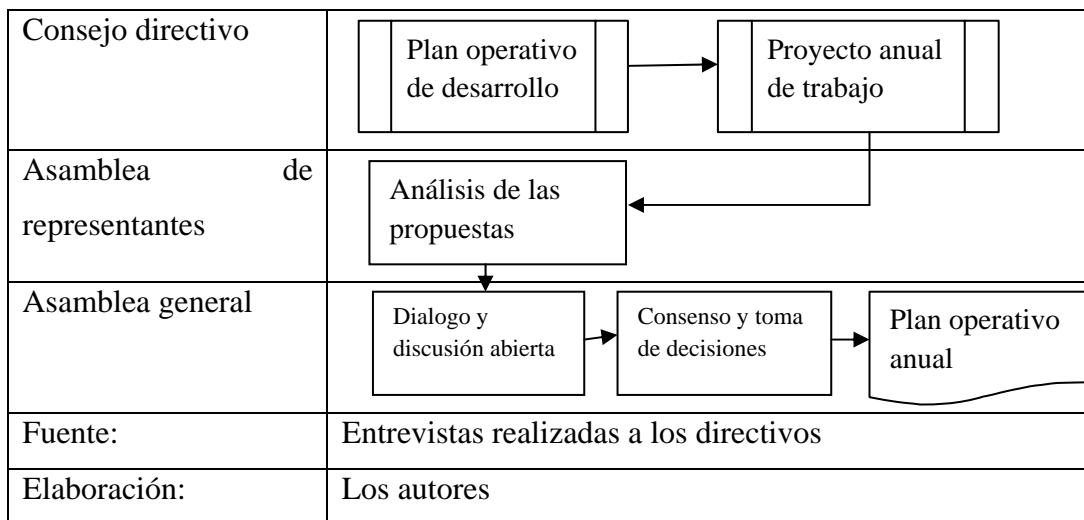 Consejo directivo
Plan operativo
de desarrollo
Proyecto anual
de trabajo
Asamblea de
representantes
Análisis de las
propuestas
Asamblea general
Dialogo y
discusión abierta
Consenso y toma
de decisiones
Plan operativo
anual
Fuente:
Entrevistas realizadas a los directivos
Elaboración:
Los autores